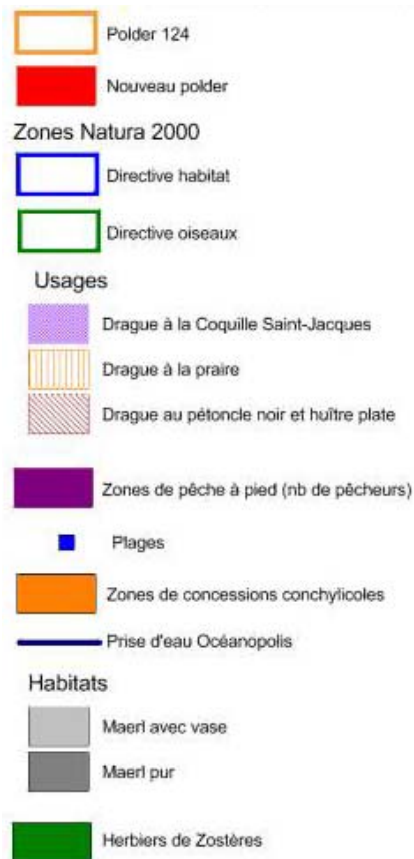 Polder 124
Nouveau polder
Zones Natura 2000
Directive habitat
Directive oiseaux
Usages
Drague à la Coquille Saint-Jacques
Drague à la praire
Drague au pétoncle noir et huître plate
Zones de pêche à pied (nb de pêcheurs)
Plages
Zones de concessions conchylicoles
Prise d'eau Océanopolis
Habitats
Maerl avec vase
Maerl pur
Herbiers de Zostères